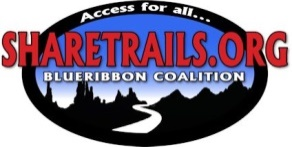 Access for all...
SHARETRAILS.ORG
BLUERIBBON COALITION